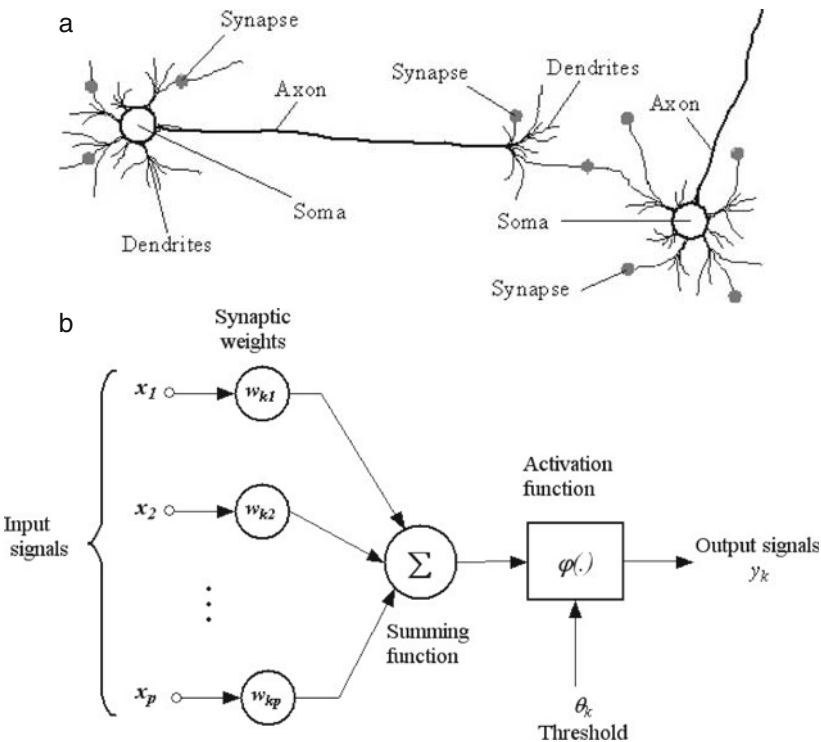 a
Synapse
Axon
Synapse
Dendrites
Axon
Soma
Soma
Dendrites
Synapse
b
Synaptic
weights
x1
wk1
Activation
function
x2
wk2
Input
signals
Σ
φ(.)
Output signals
yk
Summing
function
xp
wkp
θk
Threshold